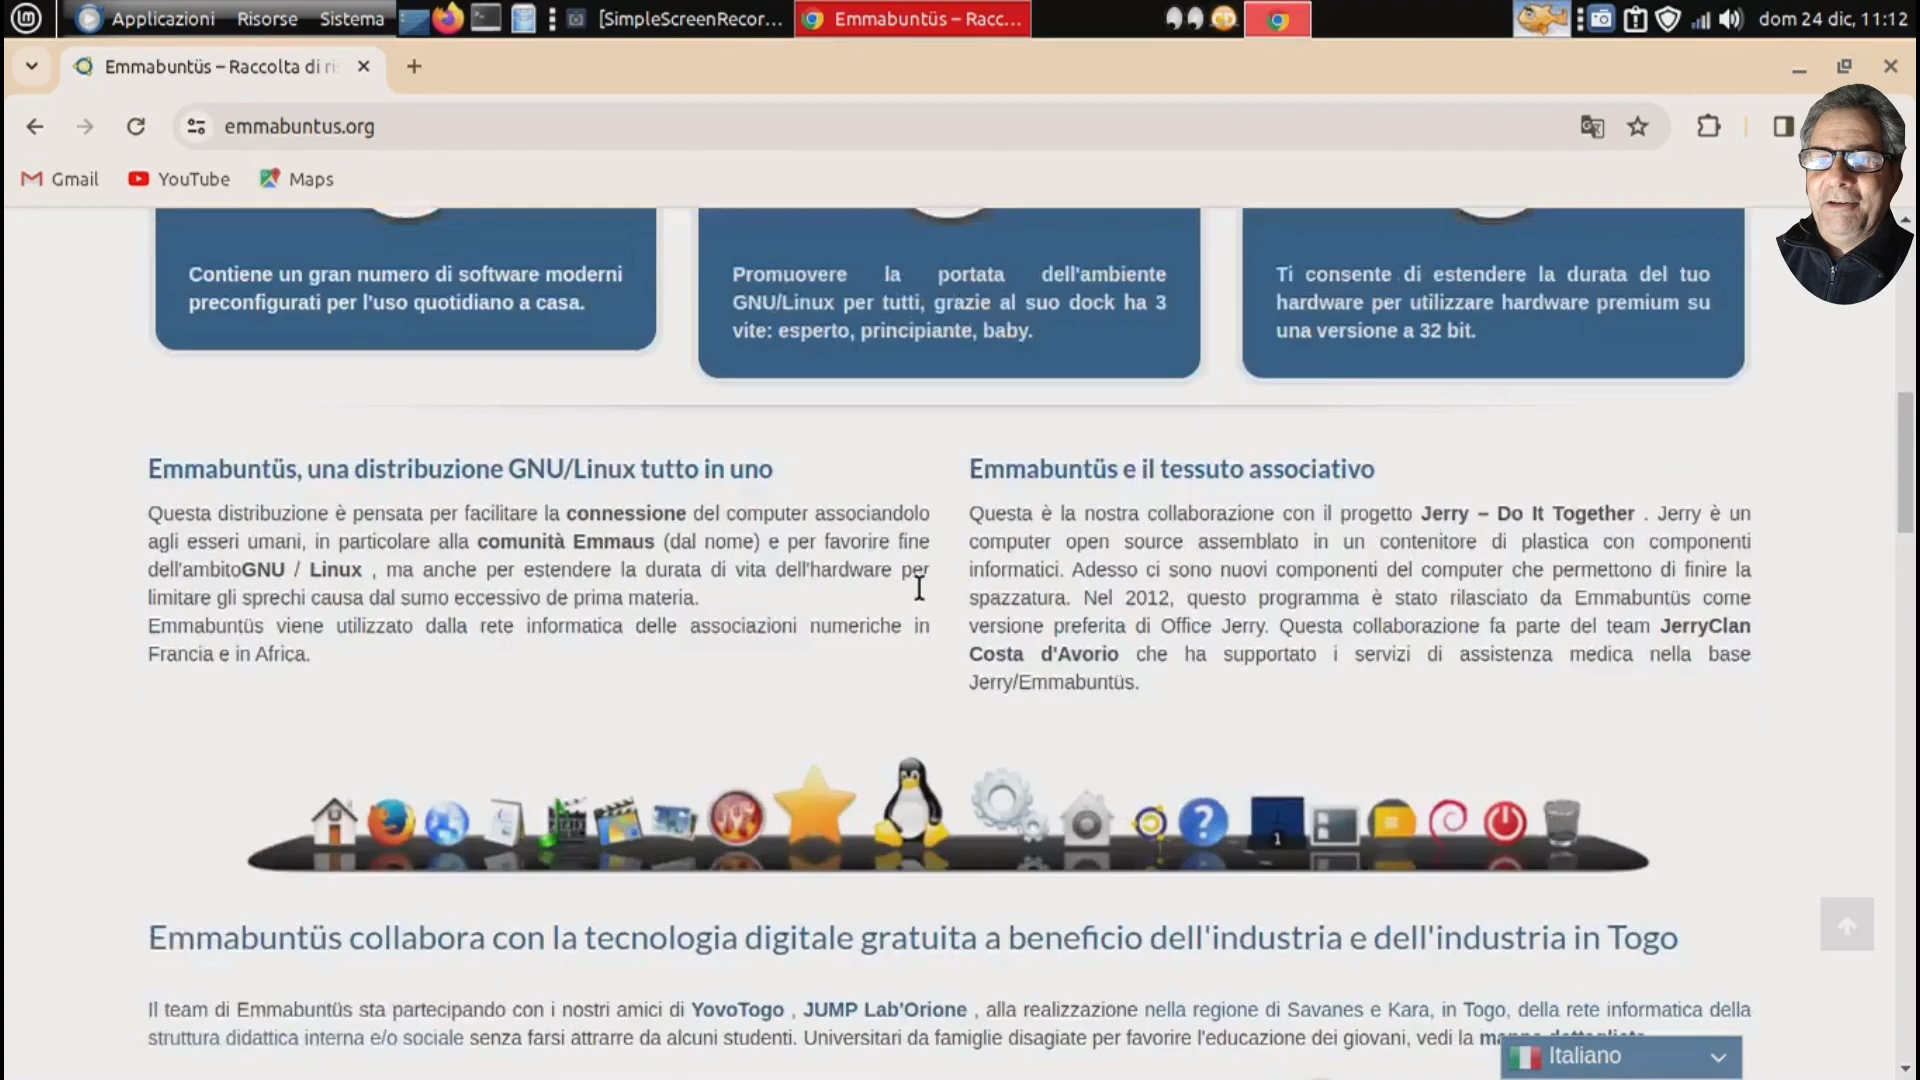 Applicazioni Risorse Sistema [SimpleScreenRecor... Emmabuntüs – Racc... dom 24 dic, 11:12
Emmabuntüs – Raccolta di ri
emmabuntus.org
Gmail YouTube Maps
Contiene un gran numero di software moderni
preconfigurati per l'uso quotidiano a casa.
Promuovere la portata dell'ambiente
GNU/Linux per tutti, grazie al suo dock ha 3
vite: esperto, principiante, baby.
Ti consente di estendere la durata del tuo
hardware per utilizzare hardware premium su
una versione a 32 bit.
Emmabuntüs, una distribuzione GNU/Linux tutto in uno
Questa distribuzione è pensata per facilitare la connessione del computer associandolo
agli esseri umani, in particolare alla comunità Emmaus (dal nome) e per favorire fine
dell'ambitoGNU / Linux , ma anche per estendere la durata di vita dell'hardware per
limitare gli sprechi causa dal sumo eccessivo de prima materia.
Emmabuntüs viene utilizzato dalla rete informatica delle associazioni numeriche in
Francia e in Africa.
Emmabuntüs e il tessuto associativo
Questa è la nostra collaborazione con il progetto Jerry – Do It Together . Jerry è un
computer open source assemblato in un contenitore di plastica con componenti
informatici. Adesso ci sono nuovi componenti del computer che permettono di finire la
spazzatura. Nel 2012, questo programma è stato rilasciato da Emmabuntüs come
versione preferita di Office Jerry. Questa collaborazione fa parte del team JerryClan
Costa d'Avorio che ha supportato i servizi di assistenza medica nella base
Jerry/Emmabuntüs.
1
Emmabuntüs collabora con la tecnologia digitale gratuita a beneficio dell'industria e dell'industria in Togo
Il team di Emmabuntüs sta partecipando con i nostri amici di YovoTogo , JUMP Lab'Orione , alla realizzazione nella regione di Savanes e Kara, in Togo, della rete informatica della
struttura didattica interna e/o sociale senza farsi attrarre da alcuni studenti. Universitari da famiglie disagiate per favorire l'educazione dei giovani, vedi la
Italiano